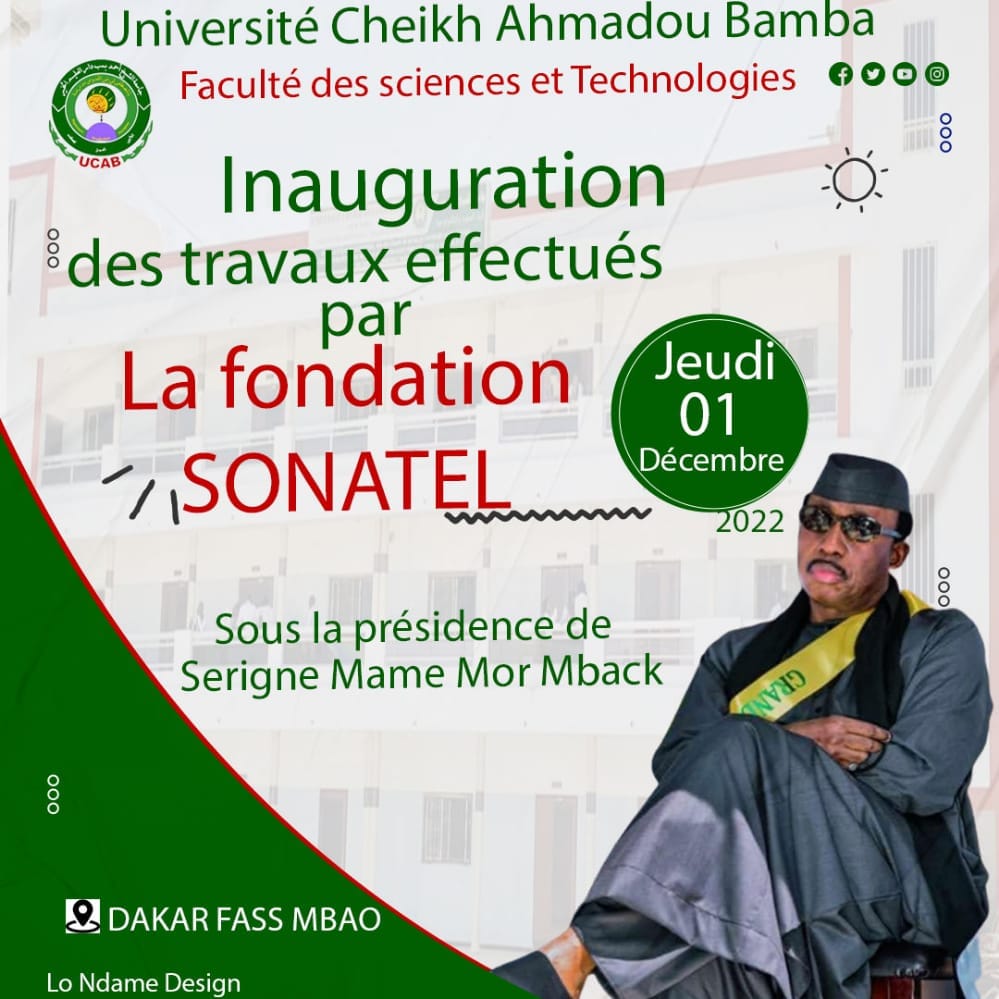 Université Cheikh Ahmadou Bamba
Faculté des sciences et Technologies
UCAB
Inauguration
des travaux effectués
par
La fondation
SONATEL
Jeudi
01
Décembre
2022
Sous la présidence de
Serigne Mame Mor Mback
GRAND
DAKAR FASS MBAO
Lo Ndame Design